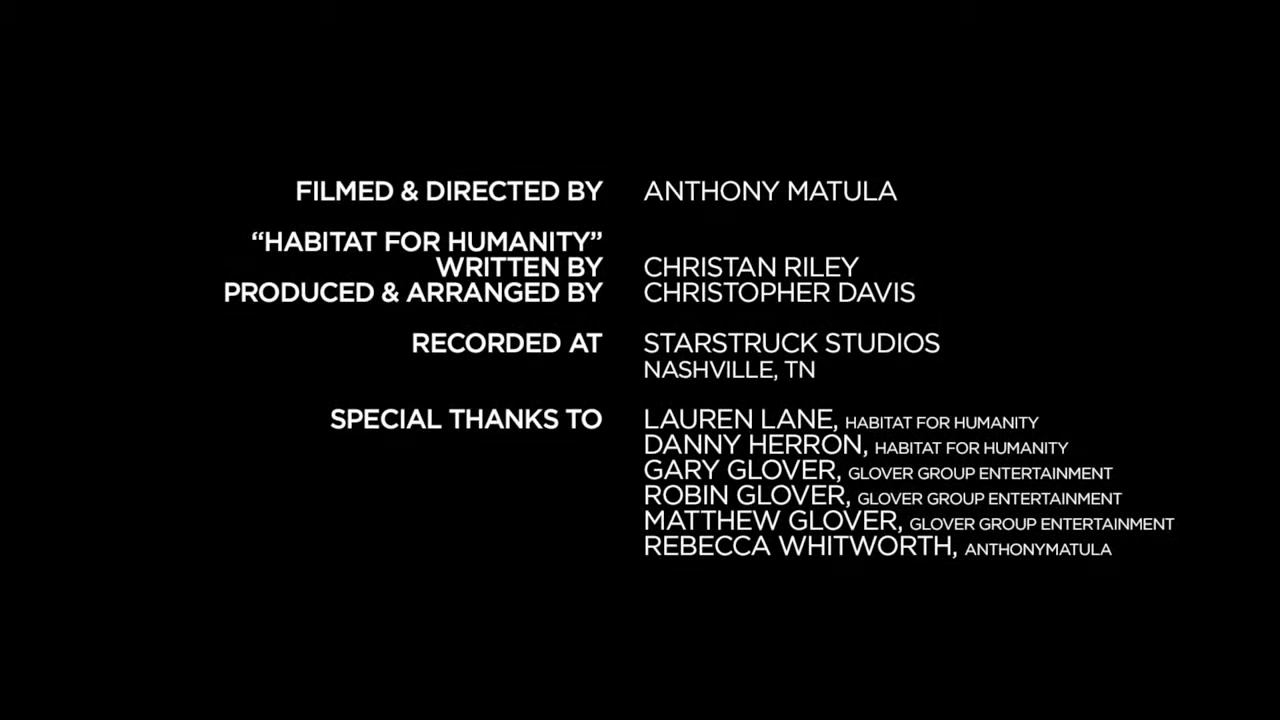 FILMED & DIRECTED BY ANTHONY MATULA
“HABITAT FOR HUMANITY”
WRITTEN BY CHRISTAN RILEY
PRODUCED & ARRANGED BY CHRISTOPHER DAVIS
RECORDED AT STARSTRUCK STUDIOS
NASHVILLE, TN
SPECIAL THANKS TO LAUREN LANE, HABITAT FOR HUMANITY
DANNY HERRON, HABITAT FOR HUMANITY
GARY GLOVER, GLOVER GROUP ENTERTAINMENT
ROBIN GLOVER, GLOVER GROUP ENTERTAINMENT
MATTHEW GLOVER, GLOVER GROUP ENTERTAINMENT
REBECCA WHITWORTH, ANTHONYMATULA